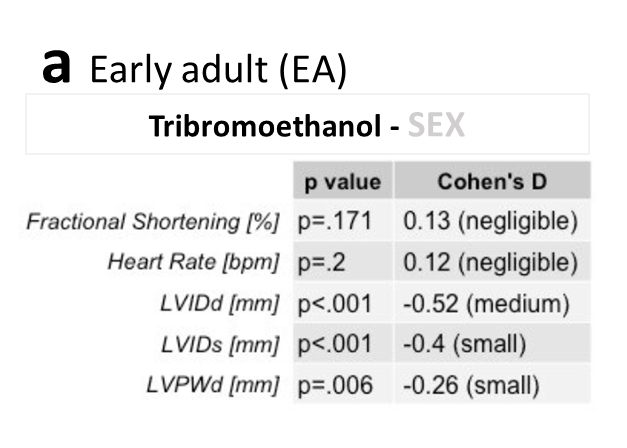 a Early adult (EA)
Tribromoethanol - SEX
p value Cohen's D
Fractional Shortening [%] p=.171 0.13 (negligible)
Heart Rate [bpm] p=.2 0.12 (negligible)
LVIDd [mm] p<.001 -0.52 (medium)
LVIDs [mm] p<.001 -0.4 (small)
LVPWd [mm] p=.006 -0.26 (small)